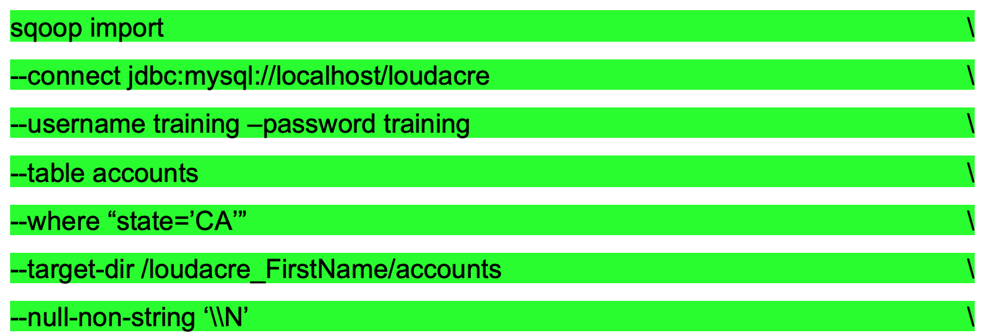 sqoop import \
--connect jdbc:mysql://localhost/loudacre \
--username training –password training \
--table accounts \
--where “state=’CA’” \
--target-dir /loudacre_FirstName/accounts \
--null-non-string ‘\\N’ \